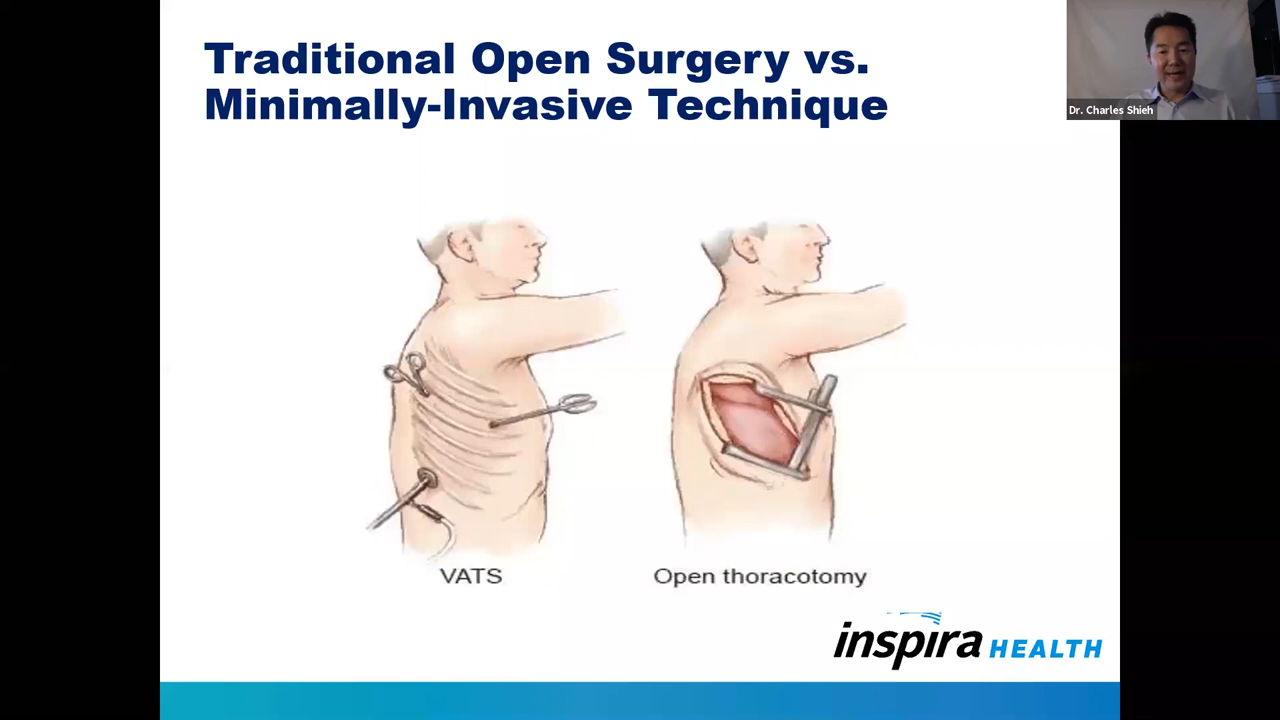 Traditional Open Surgery vs.
Minimally-Invasive Technique
Dr. Charles Shieh
VATS
Open thoracotomy
inspira HEALTH